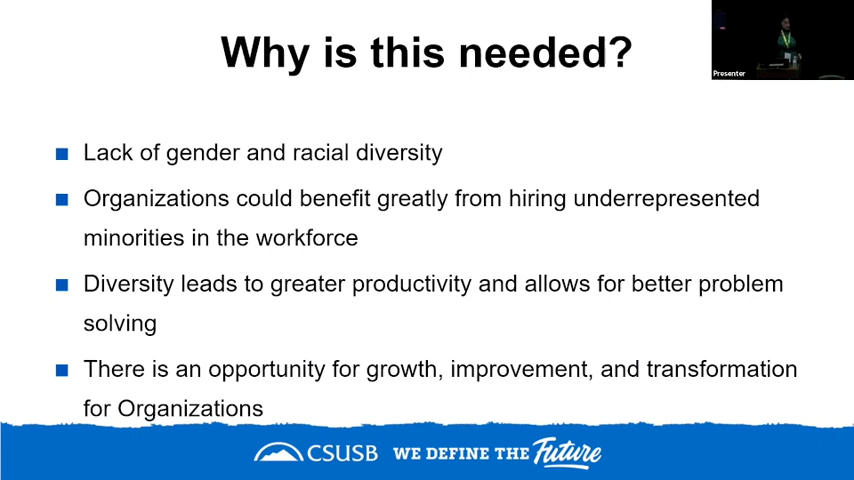 Why is this needed?
Presenter
Lack of gender and racial diversity
Organizations could benefit greatly from hiring underrepresented
minorities in the workforce
Diversity leads to greater productivity and allows for better problem
solving
There is an opportunity for growth, improvement, and transformation
for Organizations
CSUSB WE DEFINE THE Future